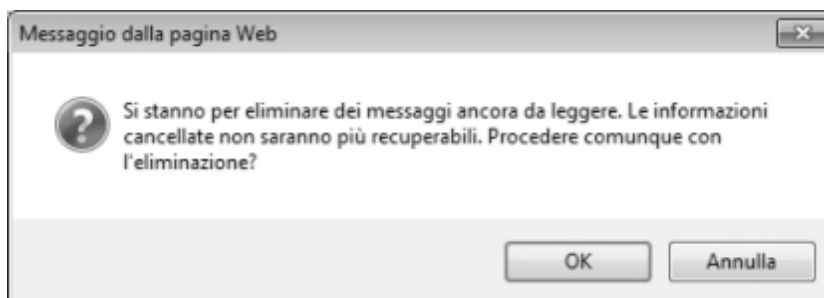 Messaggio dalla pagina Web
Si stanno per eliminare dei messaggi ancora da leggere. Le informazioni
cancellate non saranno più recuperabili. Procedere comunque con
l'eliminazione?
OK
Annulla